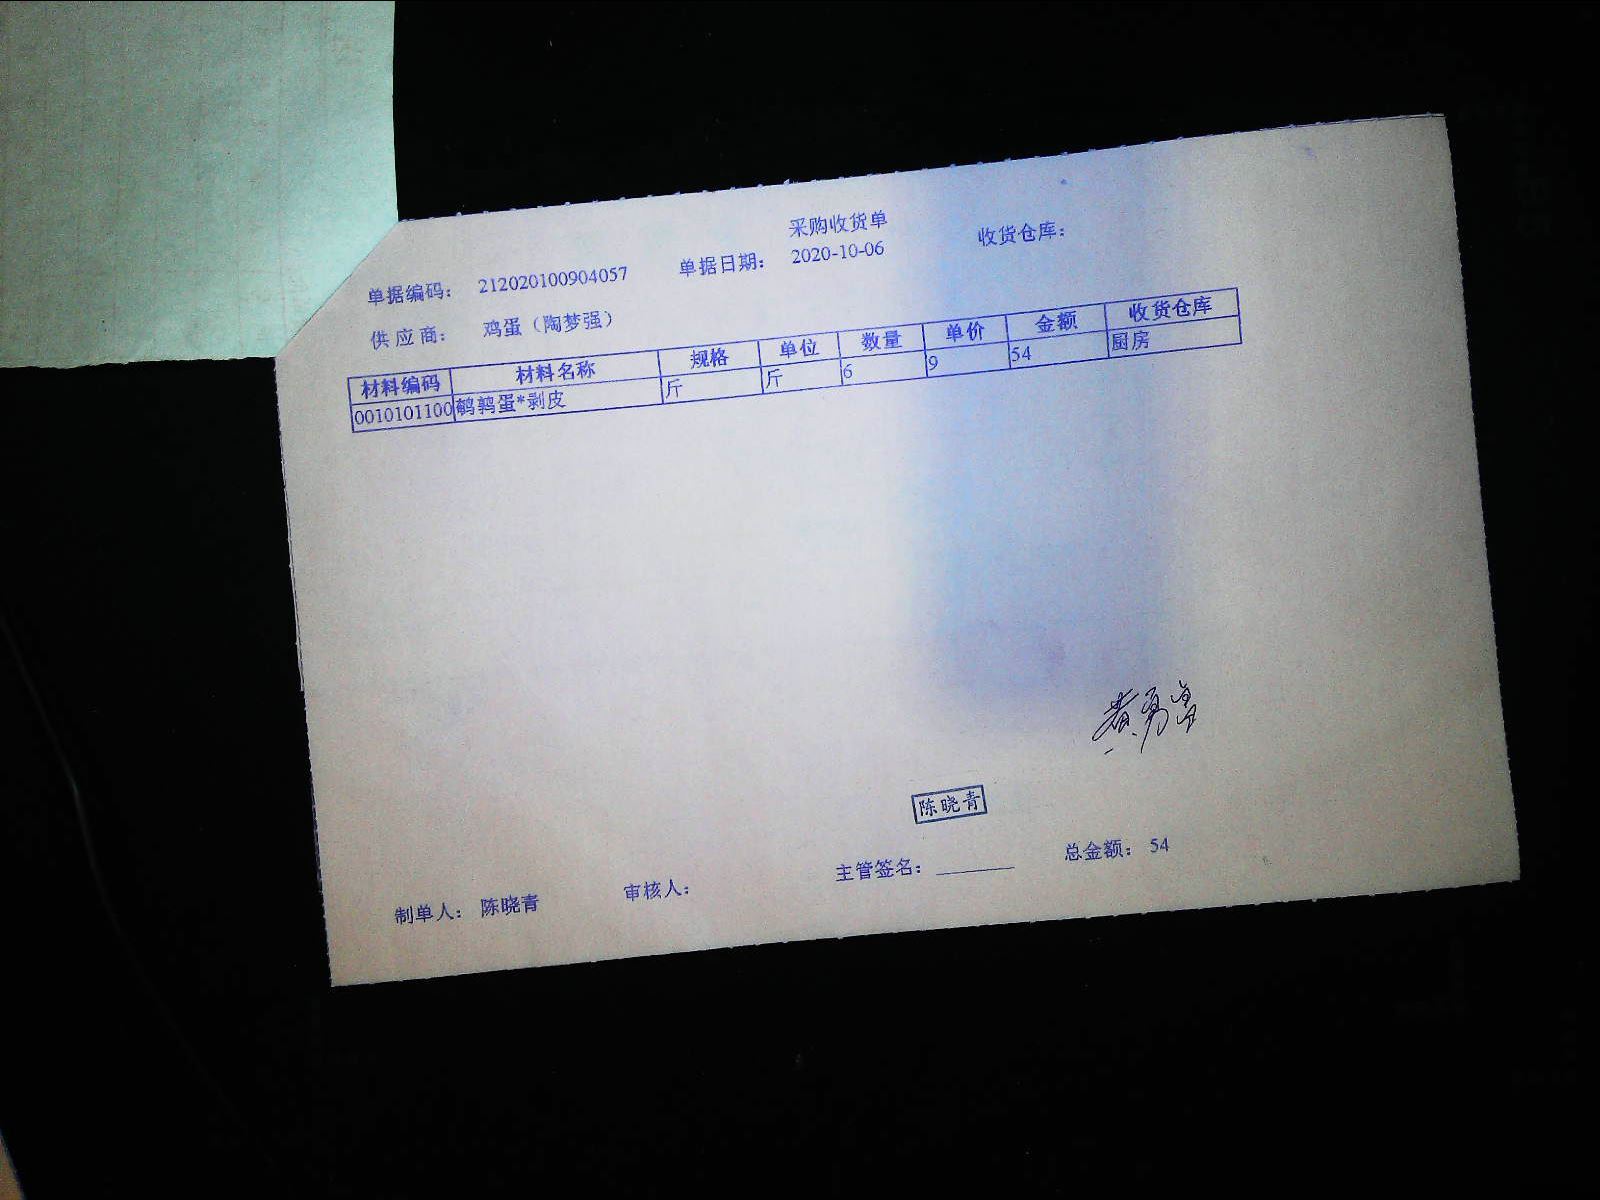 采购收货单
单据编码： 212020100904057 单据日期： 2020-10-06 收货仓库：
供应商： 鸡蛋（陶梦强）
材料编码 材料名称 规格 单位 数量 单价 金额 收货仓库
0010101100 鹌鹑蛋*剥皮 斤 斤 6 9 54 厨房
陈晓青
制单人： 陈晓青 审核人： 主管签名： 总金额： 54